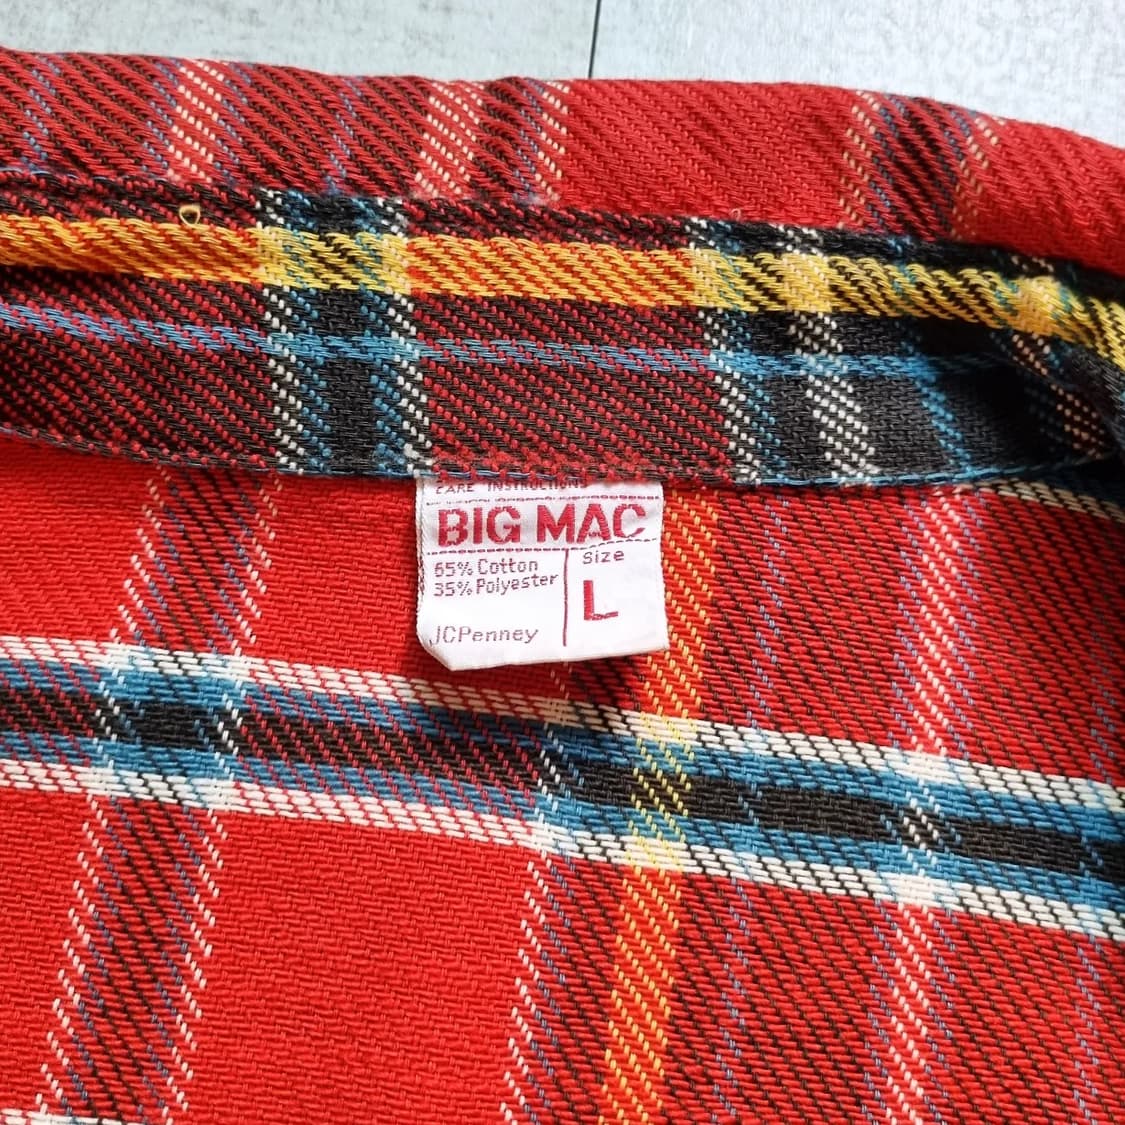 CARE INSTRUCTIONS
BIG MAC
65% Cotton
35% Polyester
Size
L
JCPenney